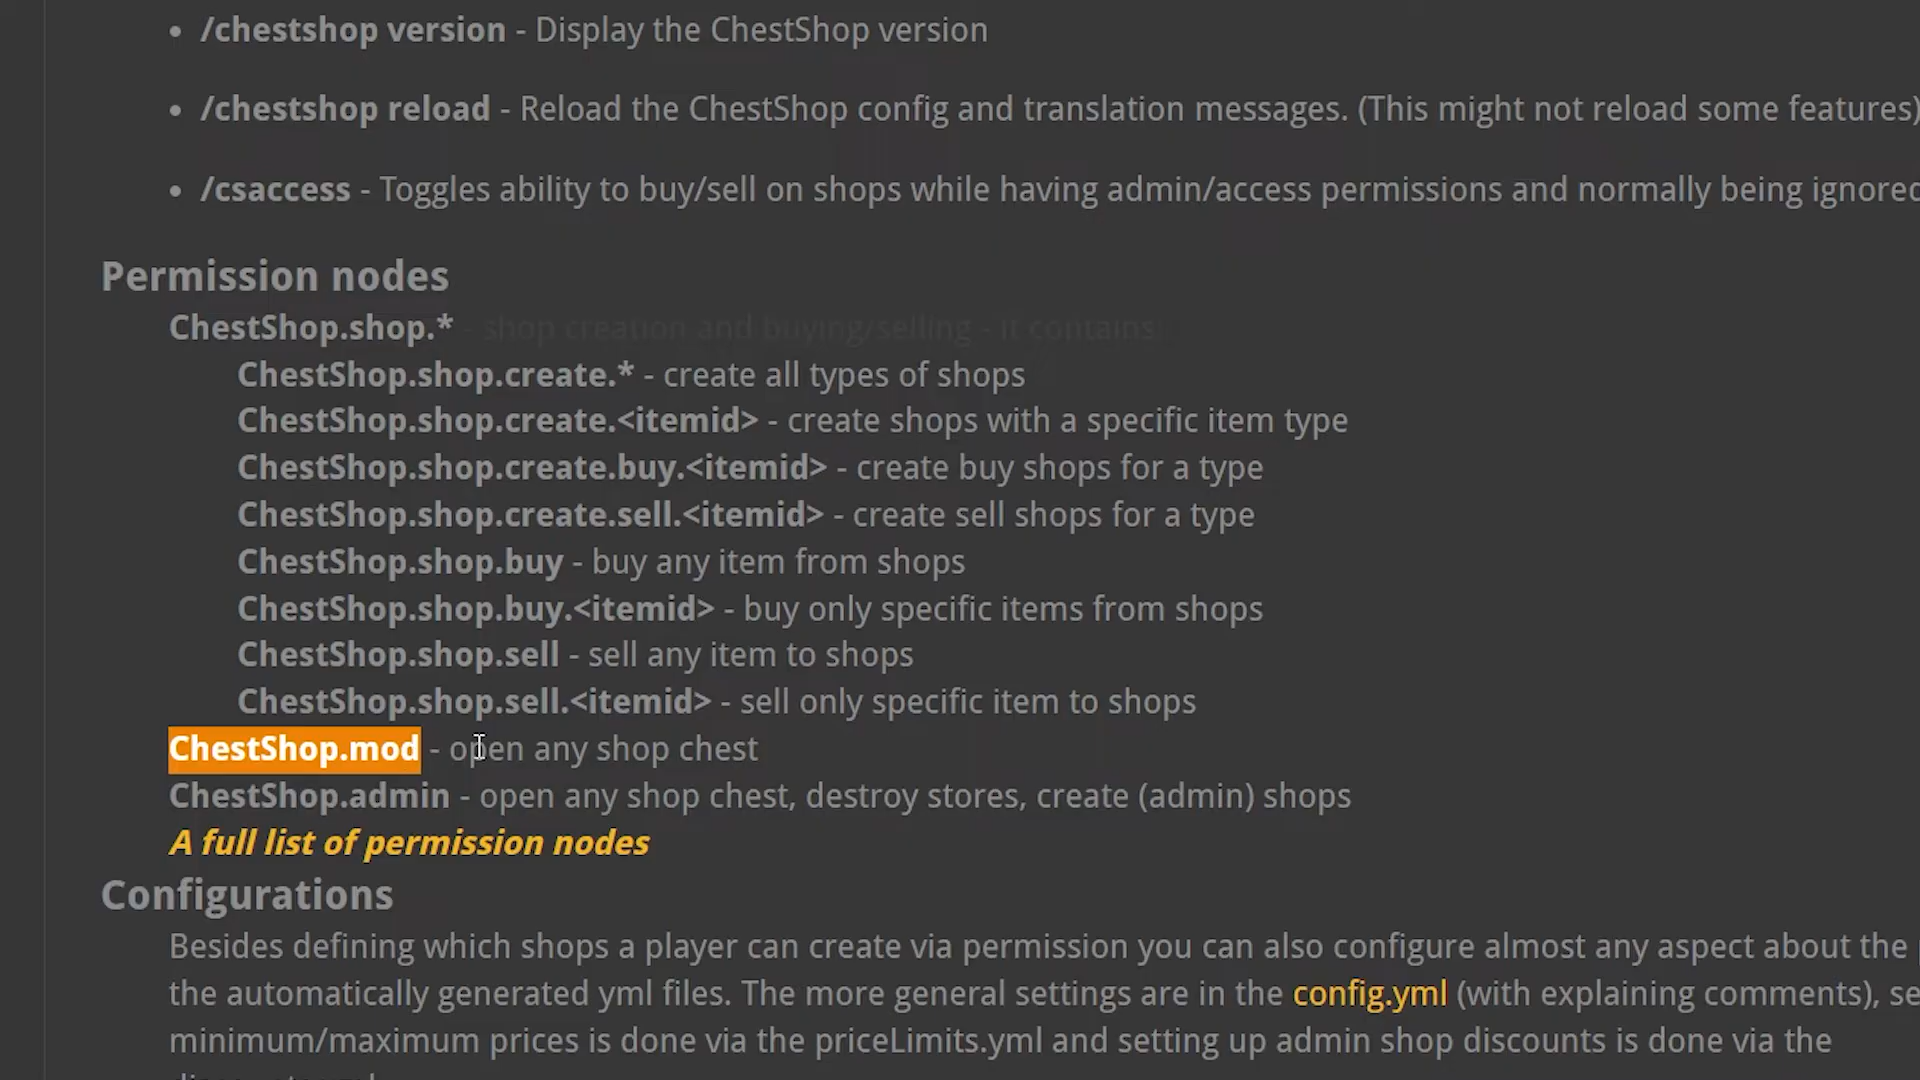 • /chestshop version - Display the ChestShop version
• /chestshop reload - Reload the ChestShop config and translation messages. (This might not reload some features)
• /csaccess - Toggles ability to buy/sell on shops while having admin/access permissions and normally being ignored
Permission nodes
ChestShop.shop.* - shop creation and buying/selling - it contains:
ChestShop.shop.create.* - create all types of shops
ChestShop.shop.create.<itemid> - create shops with a specific item type
ChestShop.shop.create.buy.<itemid> - create buy shops for a type
ChestShop.shop.create.sell.<itemid> - create sell shops for a type
ChestShop.shop.buy - buy any item from shops
ChestShop.shop.buy.<itemid> - buy only specific items from shops
ChestShop.shop.sell - sell any item to shops
ChestShop.shop.sell.<itemid> - sell only specific item to shops
ChestShop.mod - open any shop chest
ChestShop.admin - open any shop chest, destroy stores, create (admin) shops
A full list of permission nodes
Configurations
Besides defining which shops a player can create via permission you can also configure almost any aspect about the
the automatically generated yml files. The more general settings are in the config.yml (with explaining comments), se
minimum/maximum prices is done via the priceLimits.yml and setting up admin shop discounts is done via the